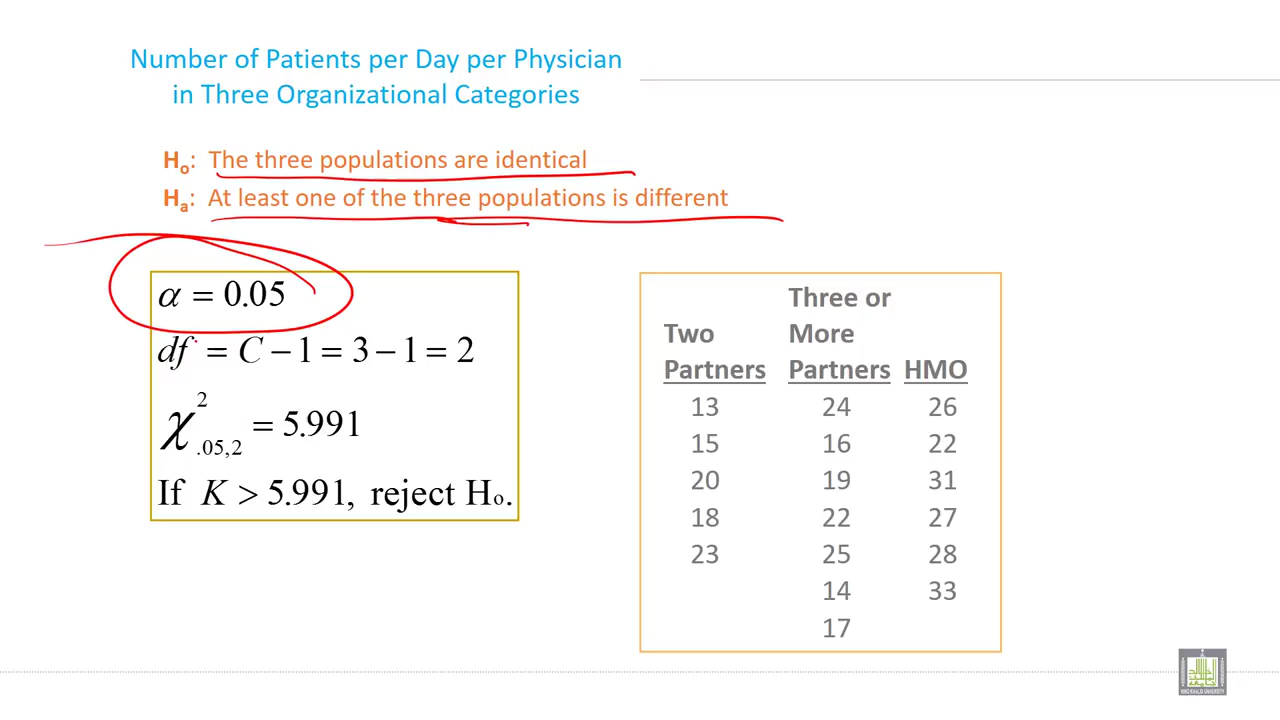 Number of Patients per Day per Physician
in Three Organizational Categories
Ho: The three populations are identical
Ha: At least one of the three populations is different
α = 0.05
df = C − 1 = 3 − 1 = 2
χ².05,2 = 5.991
If K > 5.991, reject Ho.
Two Partners Three or More Partners HMO
13 24 26
15 16 22
20 19 31
18 22 27
23 25 28
14 33
17
KING KHALID UNIVERSITY